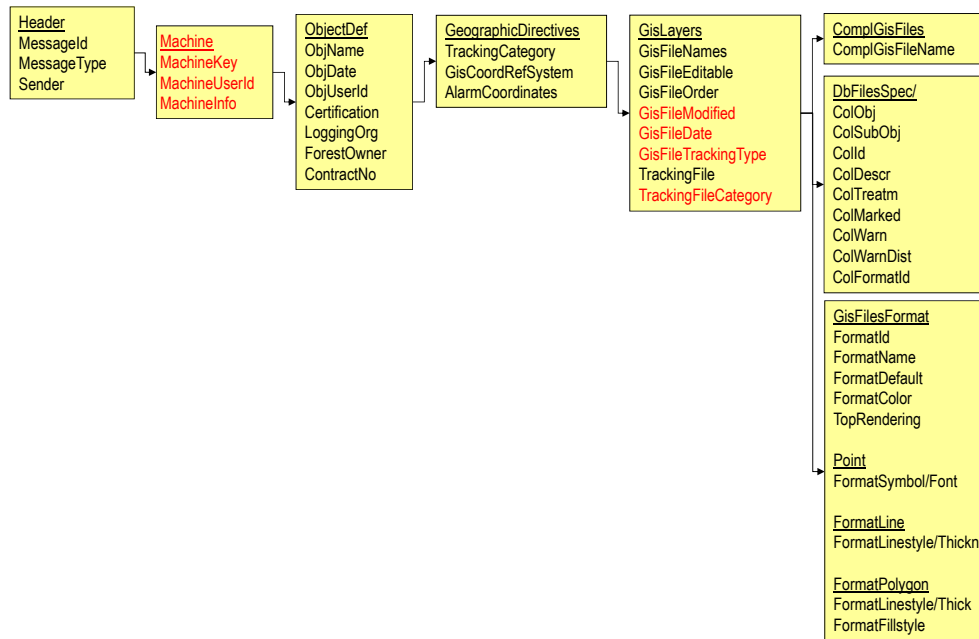 Header
MessageId
MessageType
Sender
Machine
MachineKey
MachineUserId
MachineInfo
ObjectDef
ObjName
ObjDate
ObjUserId
Certification
LoggingOrg
ForestOwner
ContractNo
GeographicDirectives
TrackingCategory
GisCoordRefSystem
AlarmCoordinates
GisLayers
GisFileNames
GisFileEditable
GisFileOrder
GisFileModified
GisFileDate
GisFileTrackingType
TrackingFile
TrackingFileCategory
ComplGisFiles
ComplGisFileName
DbFilesSpec/
ColObj
ColSubObj
ColId
ColDescr
ColTreatm
ColMarked
ColWarn
ColWarnDist
ColFormatId
GisFilesFormat
FormatId
FormatName
FormatDefault
FormatColor
TopRendering
Point
FormatSymbol/Font
FormatLine
FormatLinestyle/Thickn
FormatPolygon
FormatLinestyle/Thick
FormatFillstyle